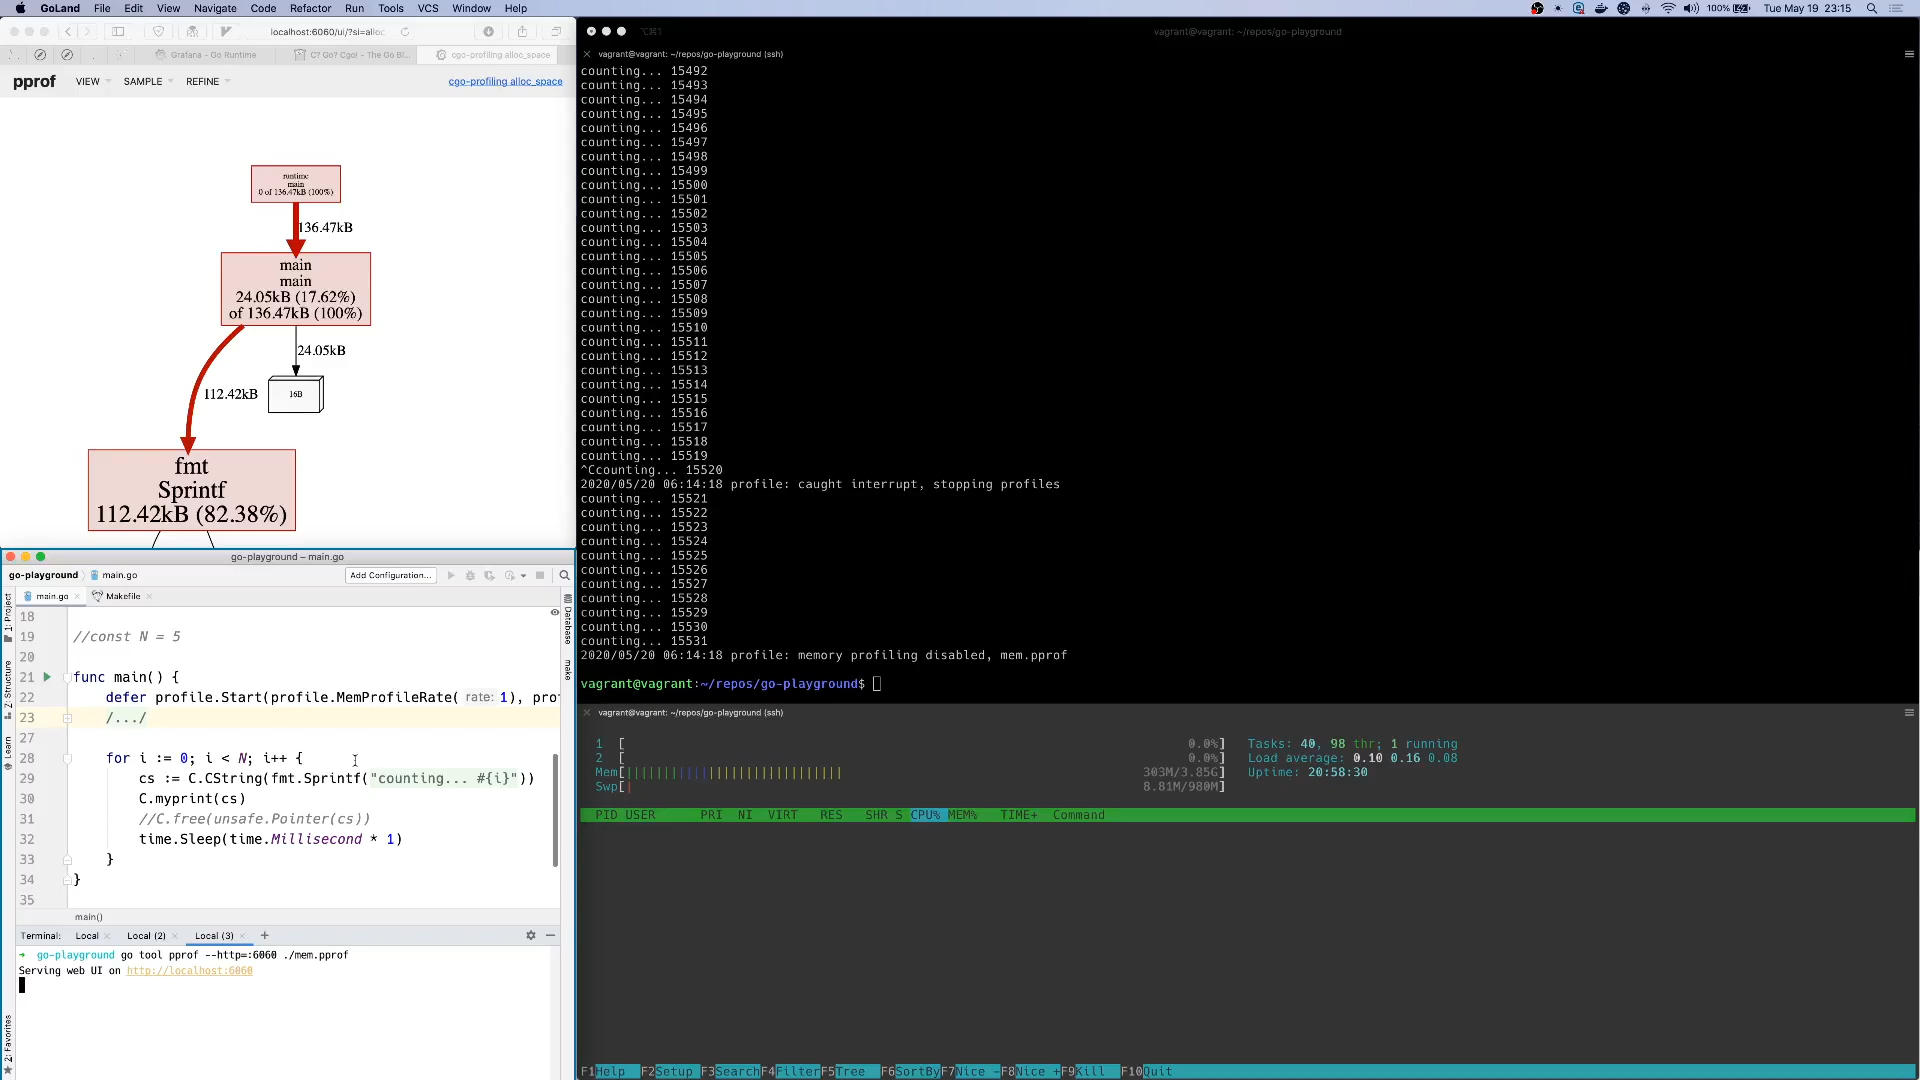 GoLand File Edit View Navigate Code Refactor Run Tools VCS Window Help
100% Tue May 19 23:15
localhost:6060/ui/?si=alloc
Grafana - Go Runtime
C? Go? Cgo! - The Go Bl...
cgo-profiling alloc_space
pprof VIEW SAMPLE REFINE
cgo-profiling alloc_space
runtime
main
0 of 136.47kB (100%)
136.47kB
main
main
24.05kB (17.62%)
of 136.47kB (100%)
24.05kB
112.42kB
16B
fmt
Sprintf
112.42kB (82.38%)
go-playground – main.go
go-playground main.go
Add Configuration...
main.go
Makefile
1: Project
Z: Structure
Learn
2: Favorites
Database
make
18
19 //const N = 5
20
21 func main() {
22 defer profile.Start(profile.MemProfileRate( rate: 1), pro
23 /.../
27
28 for i := 0; i < N; i++ {
29 cs := C.CString(fmt.Sprintf("counting... #{i}"))
30 C.myprint(cs)
31 //C.free(unsafe.Pointer(cs))
32 time.Sleep(time.Millisecond * 1)
33 }
34 }
35
main()
Terminal: Local Local (2) Local (3) +
go-playground go tool pprof --http=:6060 ./mem.pprof
Serving web UI on http://localhost:6060
⌥⌘1
vagrant@vagrant: ~/repos/go-playground (ssh)
vagrant@vagrant: ~/repos/go-playground (ssh)
counting... 15492
counting... 15493
counting... 15494
counting... 15495
counting... 15496
counting... 15497
counting... 15498
counting... 15499
counting... 15500
counting... 15501
counting... 15502
counting... 15503
counting... 15504
counting... 15505
counting... 15506
counting... 15507
counting... 15508
counting... 15509
counting... 15510
counting... 15511
counting... 15512
counting... 15513
counting... 15514
counting... 15515
counting... 15516
counting... 15517
counting... 15518
counting... 15519
^Ccounting... 15520
2020/05/20 06:14:18 profile: caught interrupt, stopping profiles
counting... 15521
counting... 15522
counting... 15523
counting... 15524
counting... 15525
counting... 15526
counting... 15527
counting... 15528
counting... 15529
counting... 15530
counting... 15531
2020/05/20 06:14:18 profile: memory profiling disabled, mem.pprof
vagrant@vagrant:~/repos/go-playground$
vagrant@vagrant: ~/repos/go-playground (ssh)
1 [ 0.0%] Tasks: 40, 98 thr; 1 running
2 [ 0.0%] Load average: 0.10 0.16 0.08
Mem[ 303M/3.85G] Uptime: 20:58:30
Swp[ 8.81M/980M]
PID USER PRI NI VIRT RES SHR S CPU% MEM% TIME+ Command
F1Help F2Setup F3Search F4Filter F5Tree F6SortBy F7Nice - F8Nice + F9Kill F10Quit